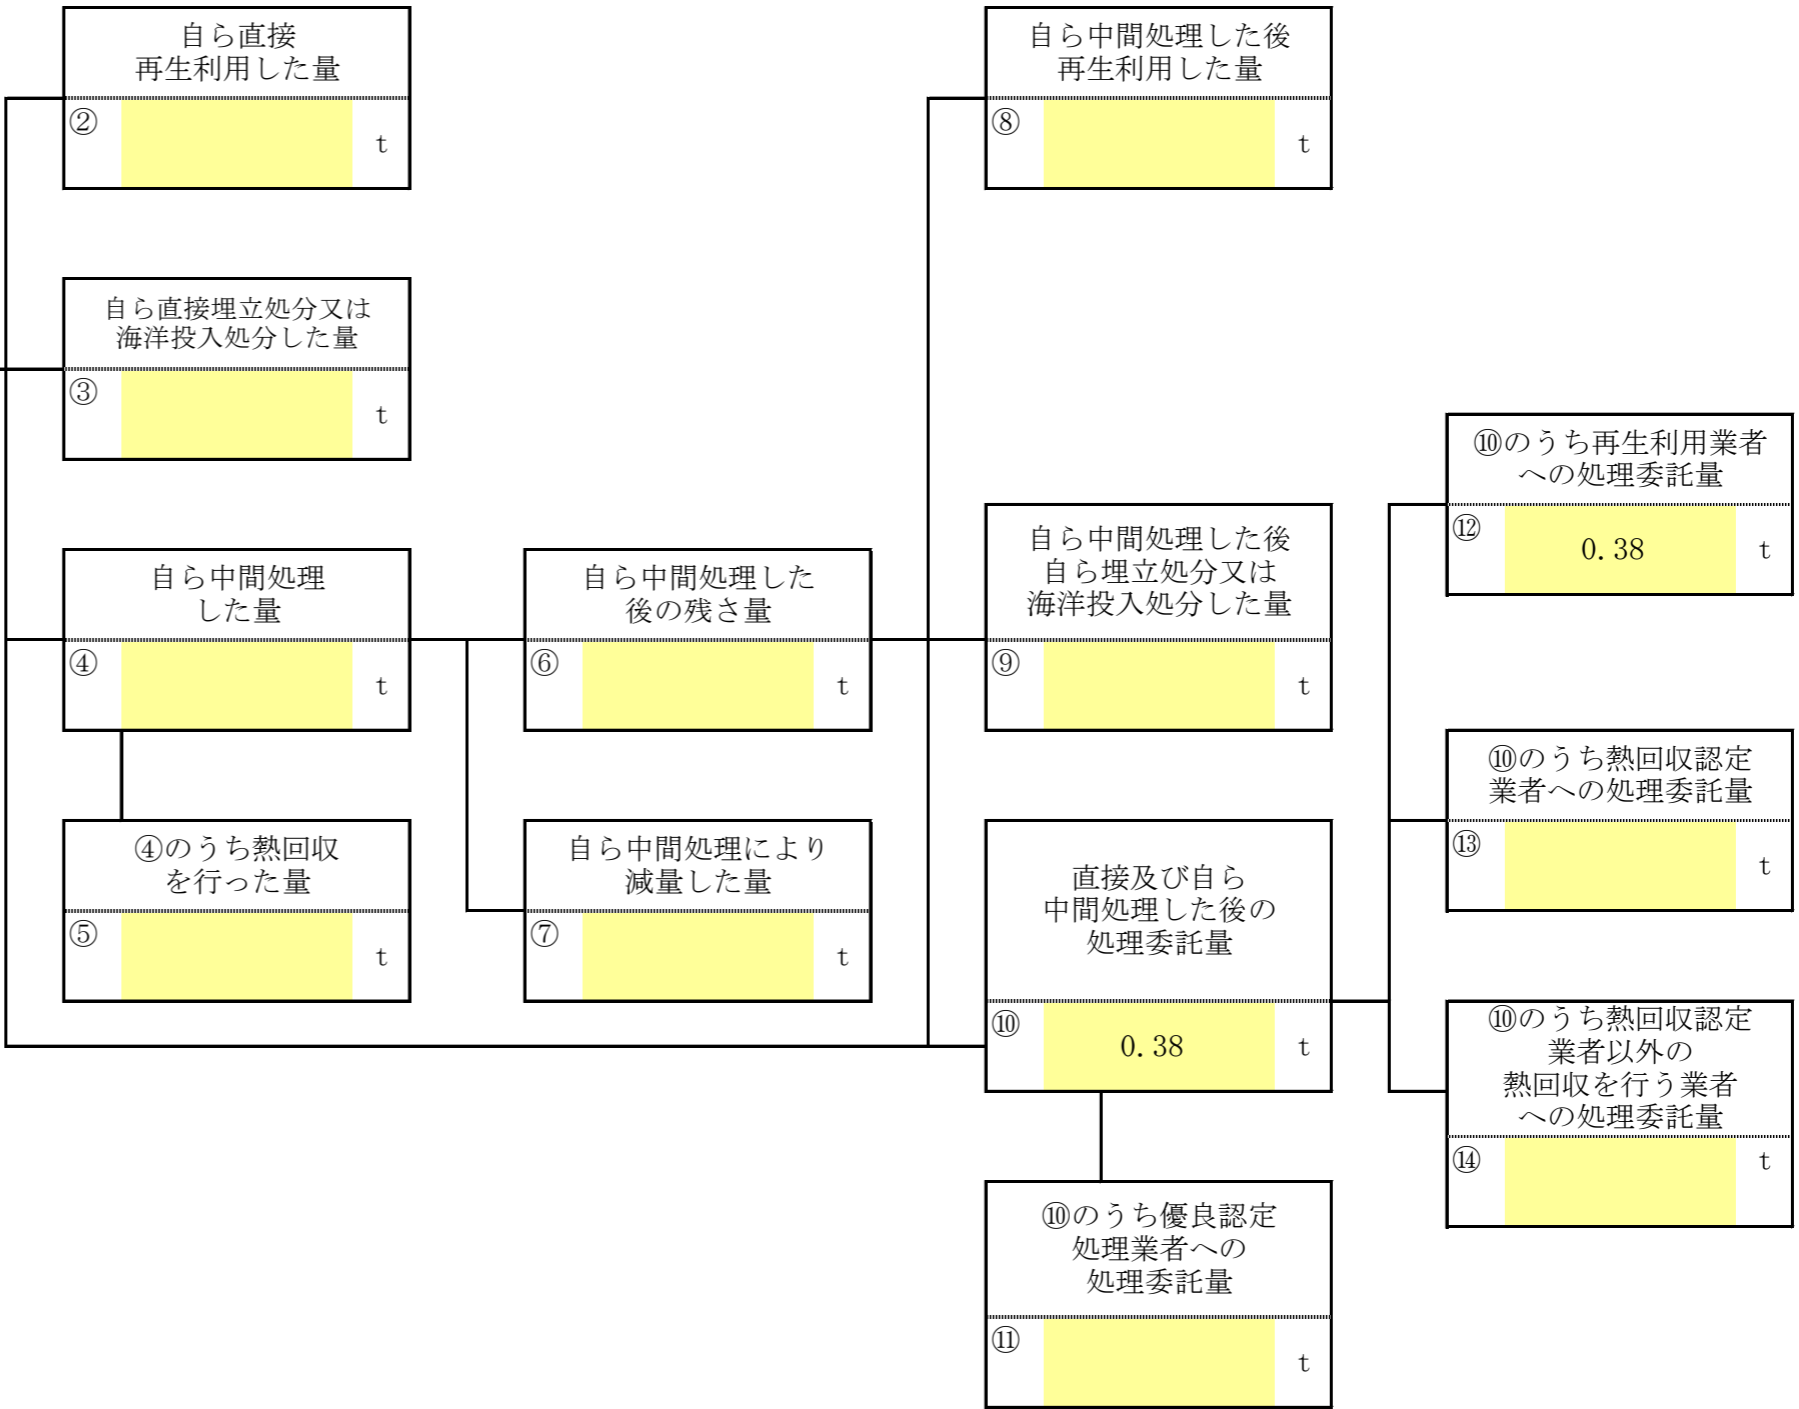 自ら直接
再生利用した量
②
t
自ら中間処理した後
再生利用した量
⑧
t
自ら直接埋立処分又は
海洋投入処分した量
③
t
⑩のうち再生利用業者
への処理委託量
⑫
0.38
t
自ら中間処理
した量
④
t
自ら中間処理した
後の残さ量
⑥
t
自ら中間処理した後
自ら埋立処分又は
海洋投入処分した量
⑨
t
⑩のうち熱回収認定
業者への処理委託量
⑬
t
④のうち熱回収
を行った量
⑤
t
自ら中間処理により
減量した量
⑦
t
直接及び自ら
中間処理した後の
処理委託量
⑩
0.38
t
⑩のうち熱回収認定
業者以外の
熱回収を行う業者
への処理委託量
⑭
t
⑩のうち優良認定
処理業者への
処理委託量
⑪
t